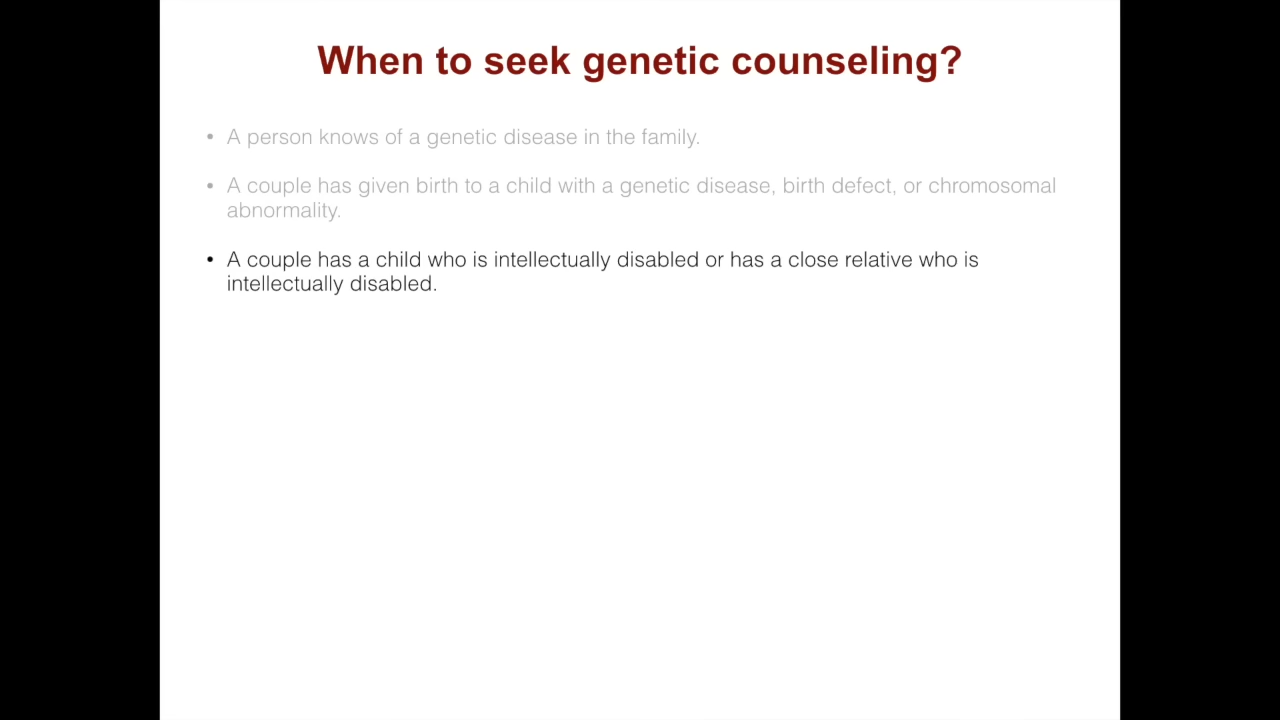 When to seek genetic counseling?
• A person knows of a genetic disease in the family.
• A couple has given birth to a child with a genetic disease, birth defect, or chromosomal
abnormality.
• A couple has a child who is intellectually disabled or has a close relative who is
intellectually disabled.